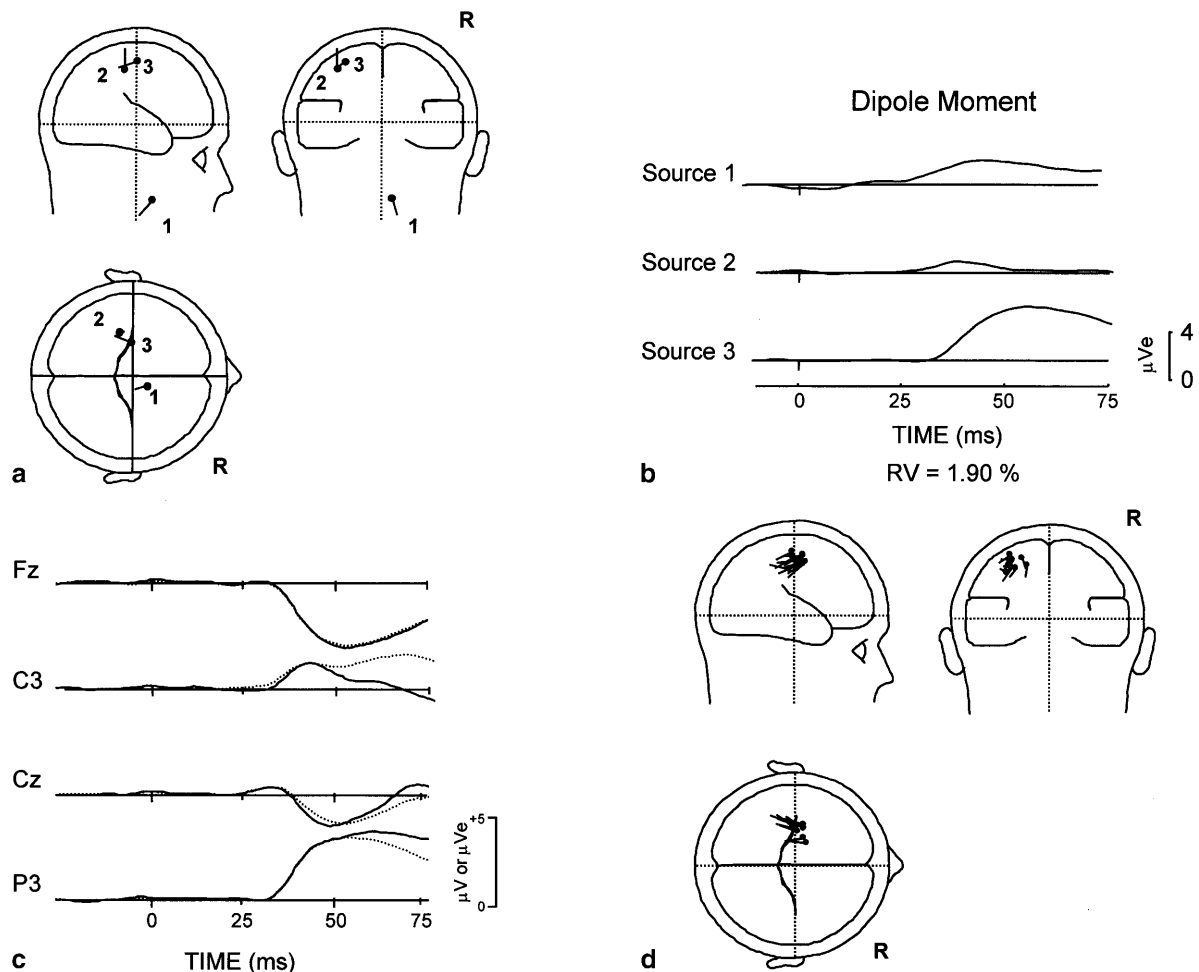 R
2
3
2
3
1
1
2
3
1
R
a
Dipole Moment
Source 1
Source 2
Source 3
µVe
4
0
0 25 50 75
TIME (ms)
b
RV = 1.90 %
Fz
C3
Cz
P3
µV or µVe
+5
0
0 25 50 75
c
TIME (ms)
R
R
d